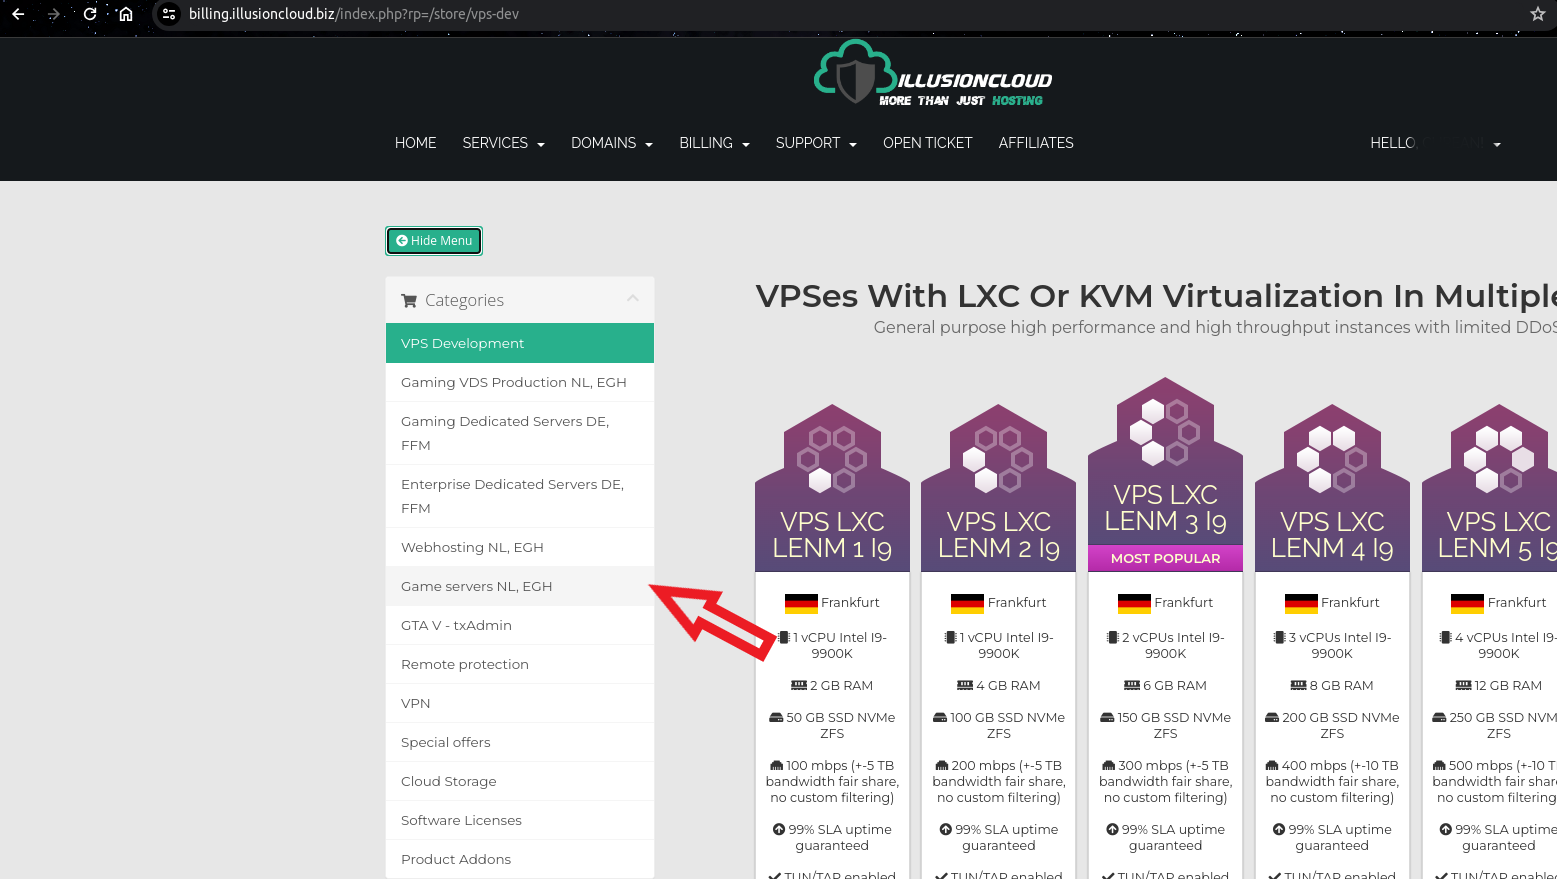 billing.illusioncloud.biz/index.php?rp=/store/vps-dev
ILLUSIONCLOUD
MORE THAN JUST HOSTING
HOME SERVICES DOMAINS BILLING SUPPORT OPEN TICKET AFFILIATES HELLO,
Hide Menu
Categories
VPS Development
Gaming VDS Production NL, EGH
Gaming Dedicated Servers DE,
FFM
Enterprise Dedicated Servers DE,
FFM
Webhosting NL, EGH
Game servers NL, EGH
GTA V - txAdmin
Remote protection
VPN
Special offers
Cloud Storage
Software Licenses
Product Addons
VPSes With LXC Or KVM Virtualization In Multiple
General purpose high performance and high throughput instances with limited DDoS
VPS LXC
LENM 1 I9
Frankfurt
1 vCPU Intel I9-
9900K
2 GB RAM
50 GB SSD NVMe
ZFS
100 mbps (+-5 TB
bandwidth fair share,
no custom filtering)
99% SLA uptime
guaranteed
TUN/TAP enabled
VPS LXC
LENM 2 I9
Frankfurt
1 vCPU Intel I9-
9900K
4 GB RAM
100 GB SSD NVMe
ZFS
200 mbps (+-5 TB
bandwidth fair share,
no custom filtering)
99% SLA uptime
guaranteed
TUN/TAP enabled
VPS LXC
LENM 3 I9
MOST POPULAR
Frankfurt
2 vCPUs Intel I9-
9900K
6 GB RAM
150 GB SSD NVMe
ZFS
300 mbps (+-5 TB
bandwidth fair share,
no custom filtering)
99% SLA uptime
guaranteed
TUN/TAP enabled
VPS LXC
LENM 4 I9
Frankfurt
3 vCPUs Intel I9-
9900K
8 GB RAM
200 GB SSD NVMe
ZFS
400 mbps (+-10 TB
bandwidth fair share,
no custom filtering)
99% SLA uptime
guaranteed
TUN/TAP enabled
VPS LXC
LENM 5 I9
Frankfurt
4 vCPUs Intel I9-
9900K
12 GB RAM
250 GB SSD NVM
ZFS
500 mbps (+-10 T
bandwidth fair share
no custom filtering
99% SLA uptime
guaranteed
TUN/TAP enabled